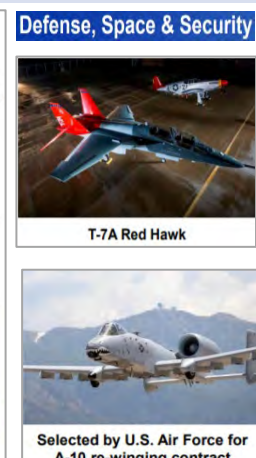 Defense, Space & Security
T-7A Red Hawk
Selected by U.S. Air Force for
A-10 re-winging contract